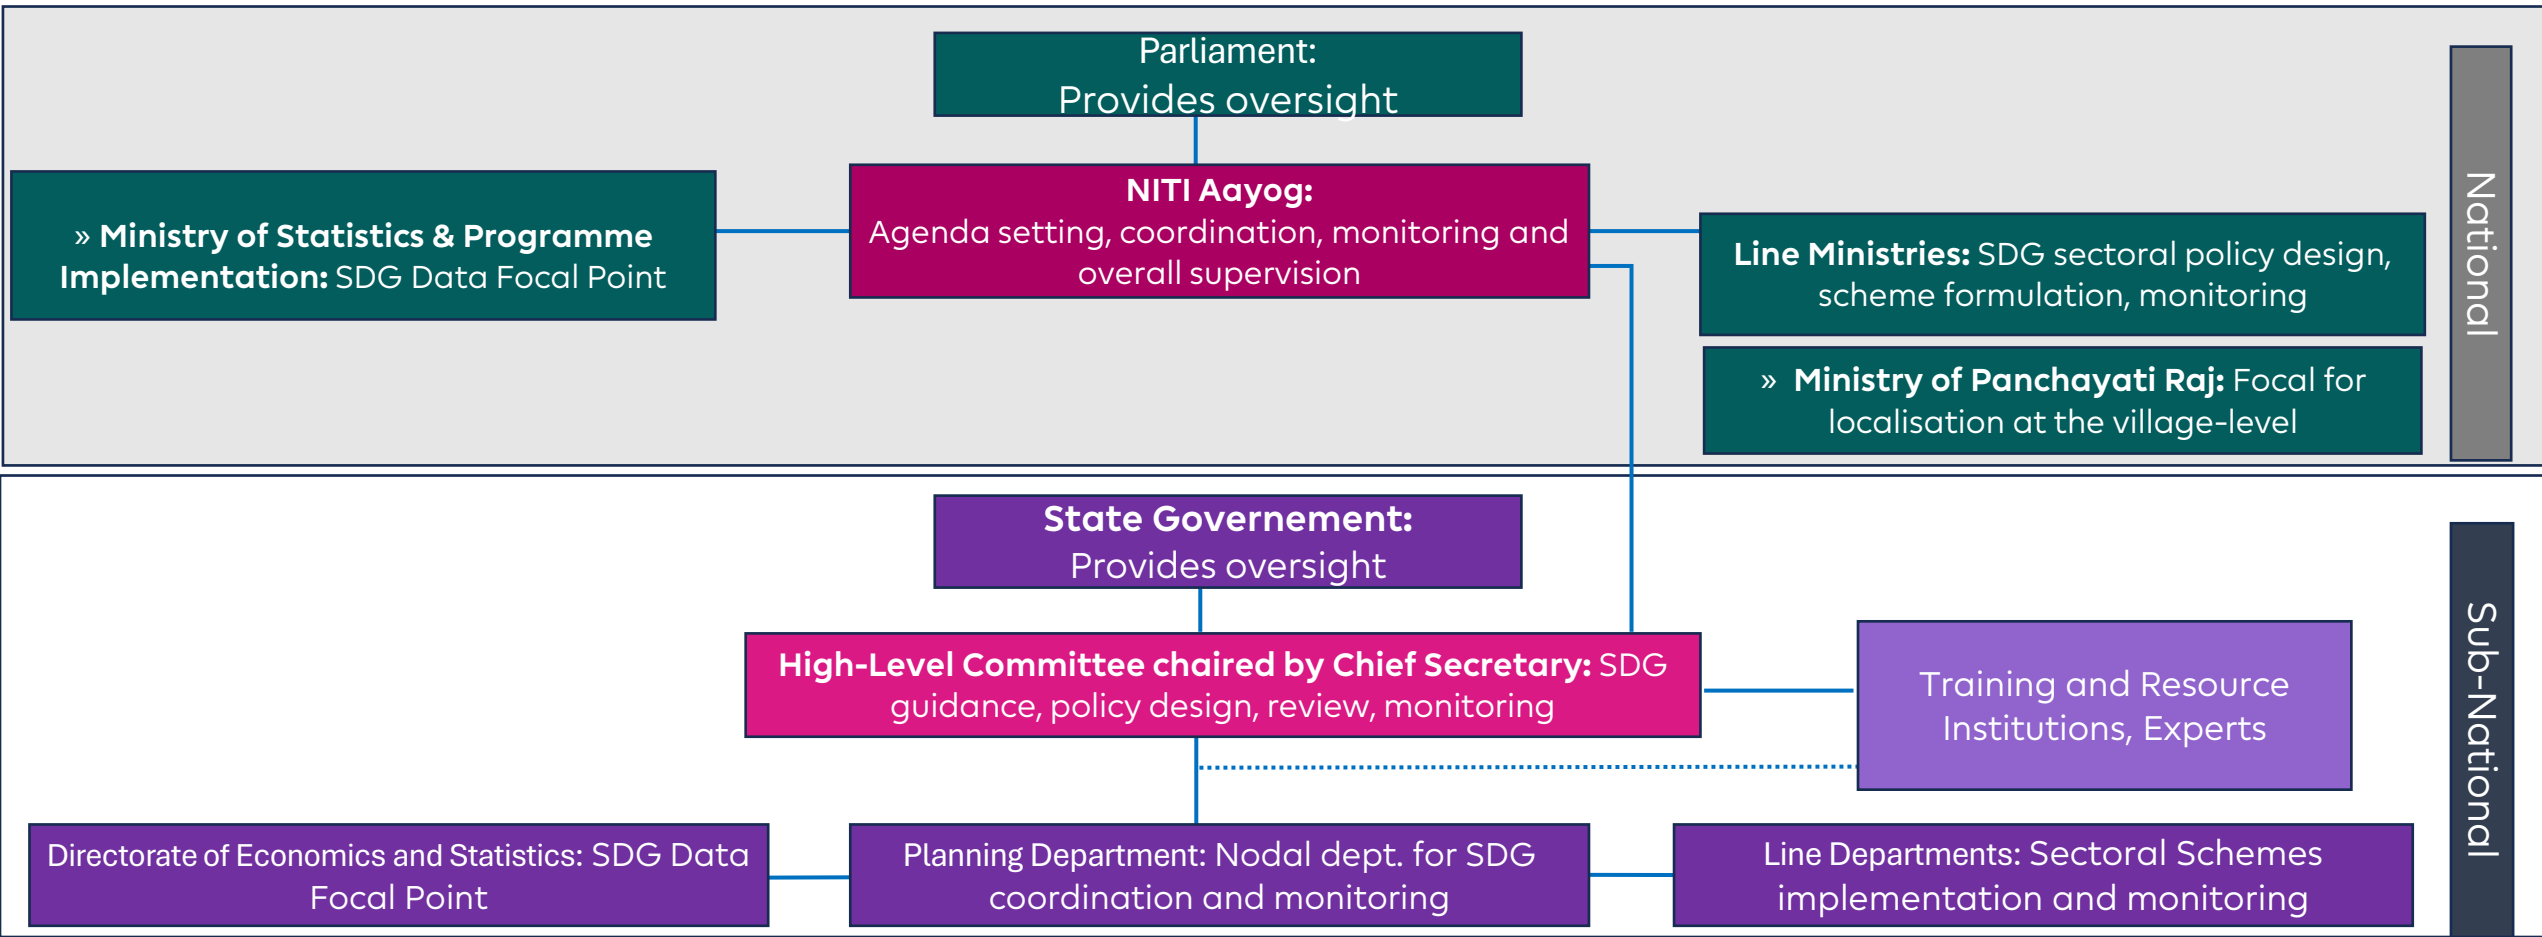 Parliament:
Provides oversight
National
NITI Aayog:
Agenda setting, coordination, monitoring and
overall supervision
» Ministry of Statistics & Programme
Implementation: SDG Data Focal Point
Line Ministries: SDG sectoral policy design,
scheme formulation, monitoring
» Ministry of Panchayati Raj: Focal for
localisation at the village-level
State Governement:
Provides oversight
Sub-National
High-Level Committee chaired by Chief Secretary: SDG
guidance, policy design, review, monitoring
Training and Resource
Institutions, Experts
Directorate of Economics and Statistics: SDG Data
Focal Point
Planning Department: Nodal dept. for SDG
coordination and monitoring
Line Departments: Sectoral Schemes
implementation and monitoring